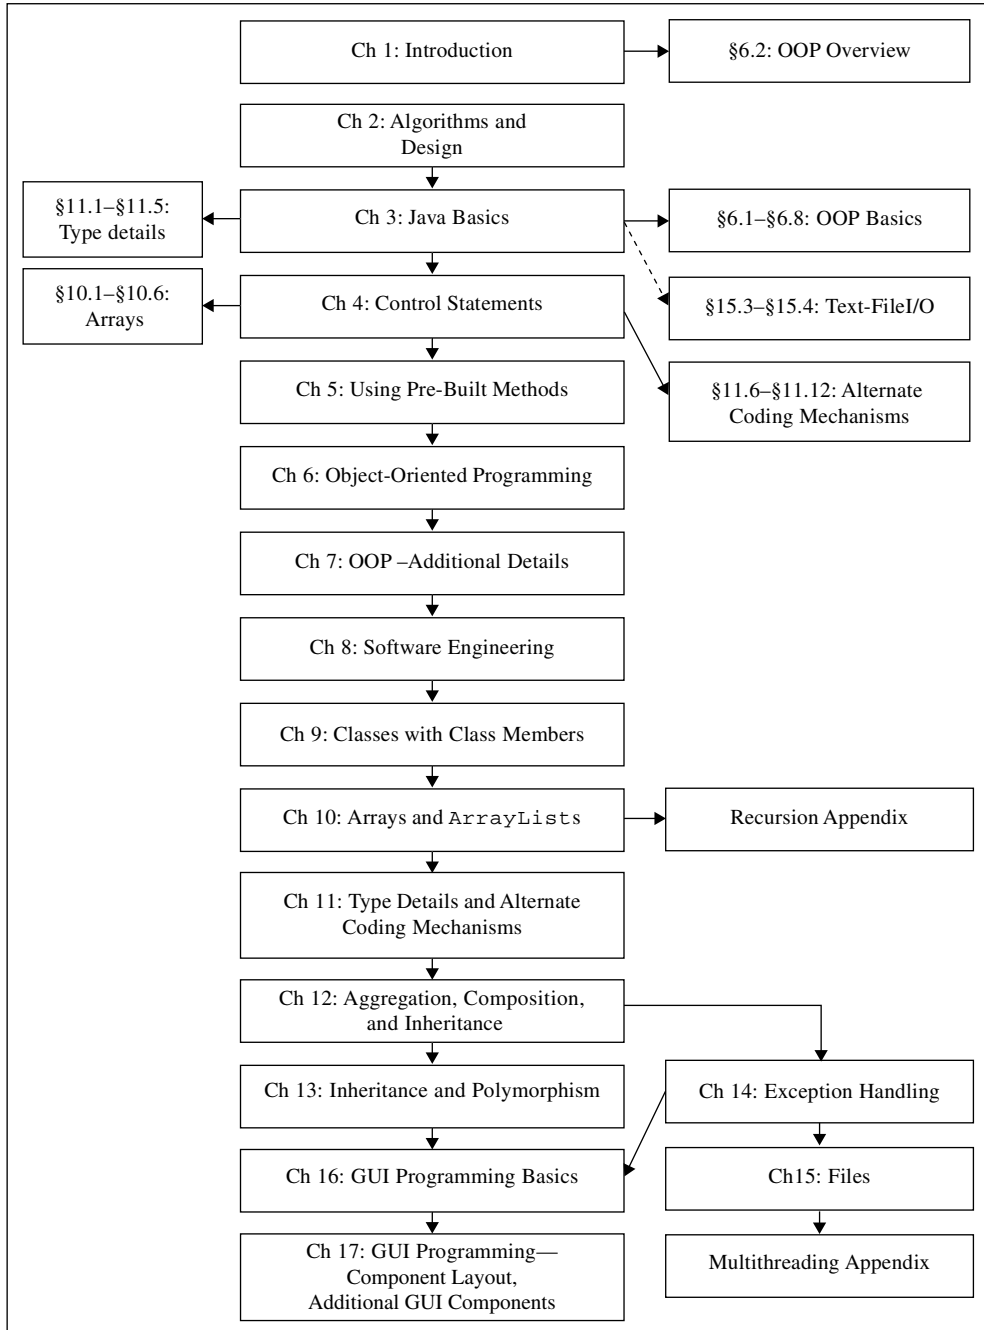 Ch 1: Introduction
§6.2: OOP Overview
Ch 2: Algorithms and
Design
§11.1–§11.5:
Type details
Ch 3: Java Basics
§6.1–§6.8: OOP Basics
§10.1–§10.6:
Arrays
Ch 4: Control Statements
§15.3–§15.4: Text-FileI/O
Ch 5: Using Pre-Built Methods
§11.6–§11.12: Alternate
Coding Mechanisms
Ch 6: Object-Oriented Programming
Ch 7: OOP –Additional Details
Ch 8: Software Engineering
Ch 9: Classes with Class Members
Ch 10: Arrays and ArrayLists
Recursion Appendix
Ch 11: Type Details and Alternate
Coding Mechanisms
Ch 12: Aggregation, Composition,
and Inheritance
Ch 13: Inheritance and Polymorphism
Ch 14: Exception Handling
Ch 16: GUI Programming Basics
Ch15: Files
Ch 17: GUI Programming—
Component Layout,
Additional GUI Components
Multithreading Appendix